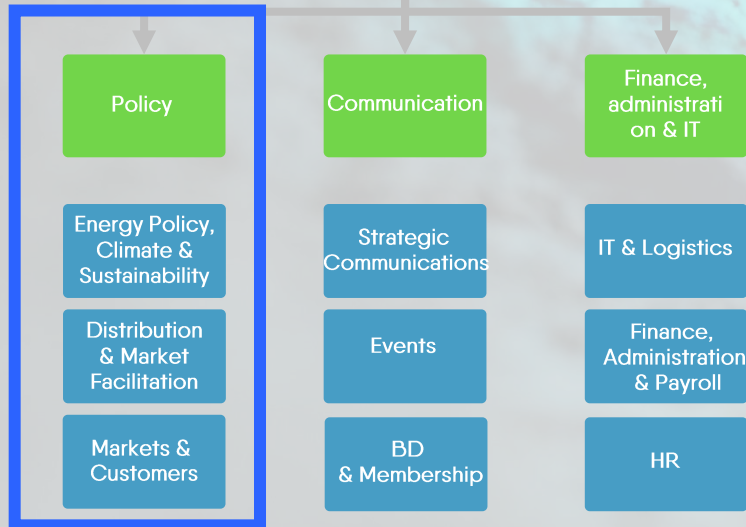 Policy
Energy Policy,
Climate &
Sustainability
Distribution
& Market
Facilitation
Markets &
Customers
Communication
Strategic
Communications
Events
BD
& Membership
Finance,
administrati
on & IT
IT & Logistics
Finance,
Administration
& Payroll
HR